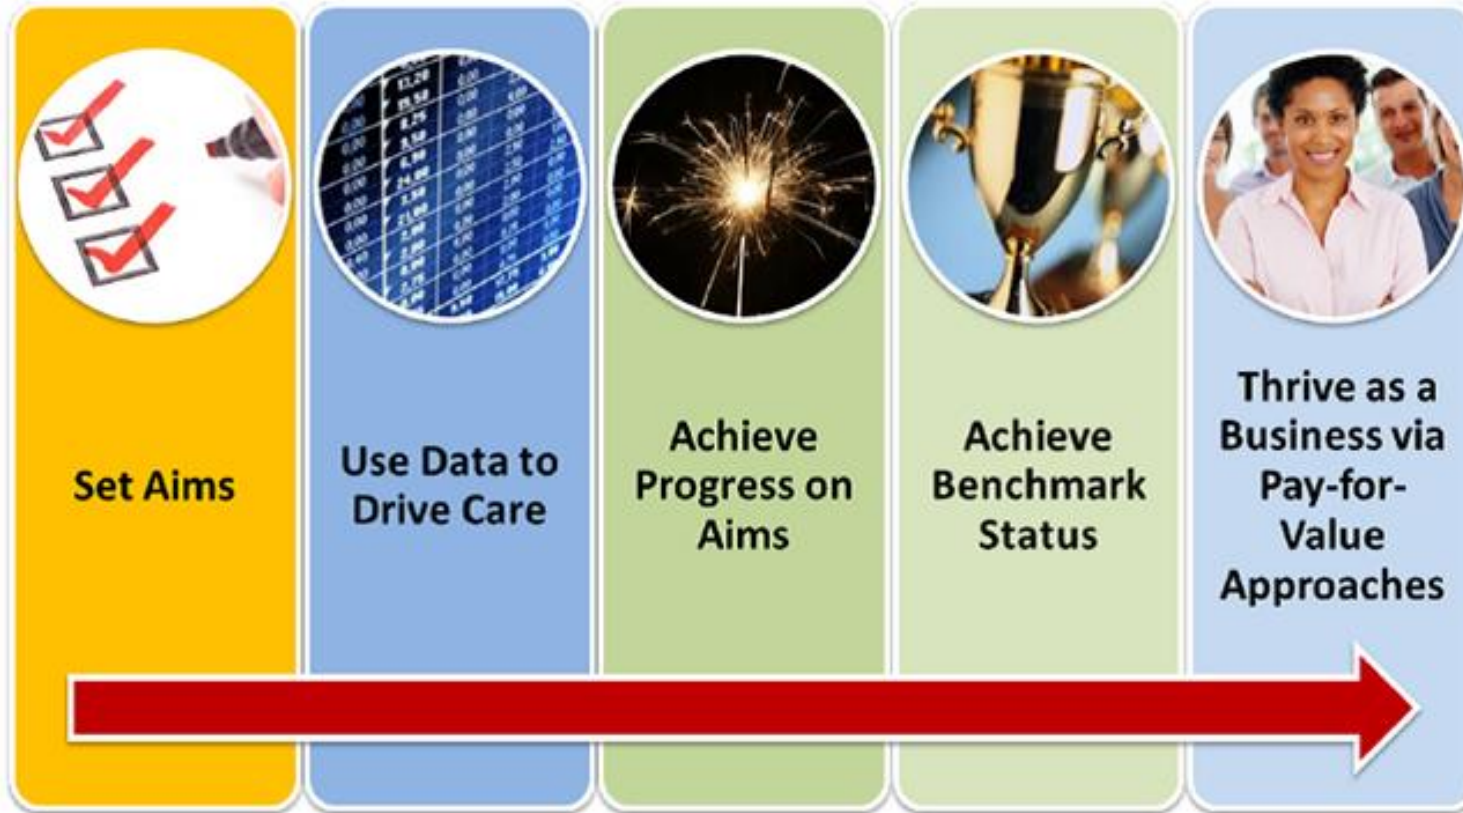 Set Aims
Use Data to
Drive Care
Achieve
Progress on
Aims
Achieve
Benchmark
Status
Thrive as a
Business via
Pay-for-
Value
Approaches